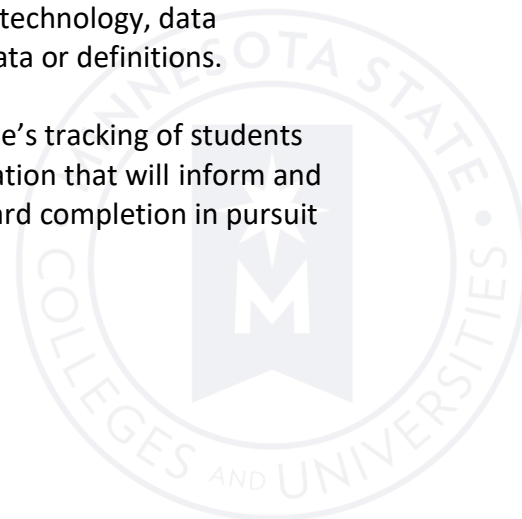 technology, data
ata or definitions.
e's tracking of students
ation that will inform and
ard completion in pursuit
MINNESOTA STATE
COLLEGES AND UNIVERSITIES
M